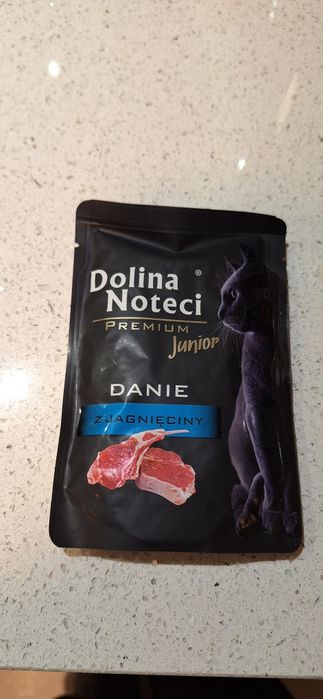 Dolina ®
Noteci
PREMIUM
Junior
DANIE
Z JAGNIĘCINY